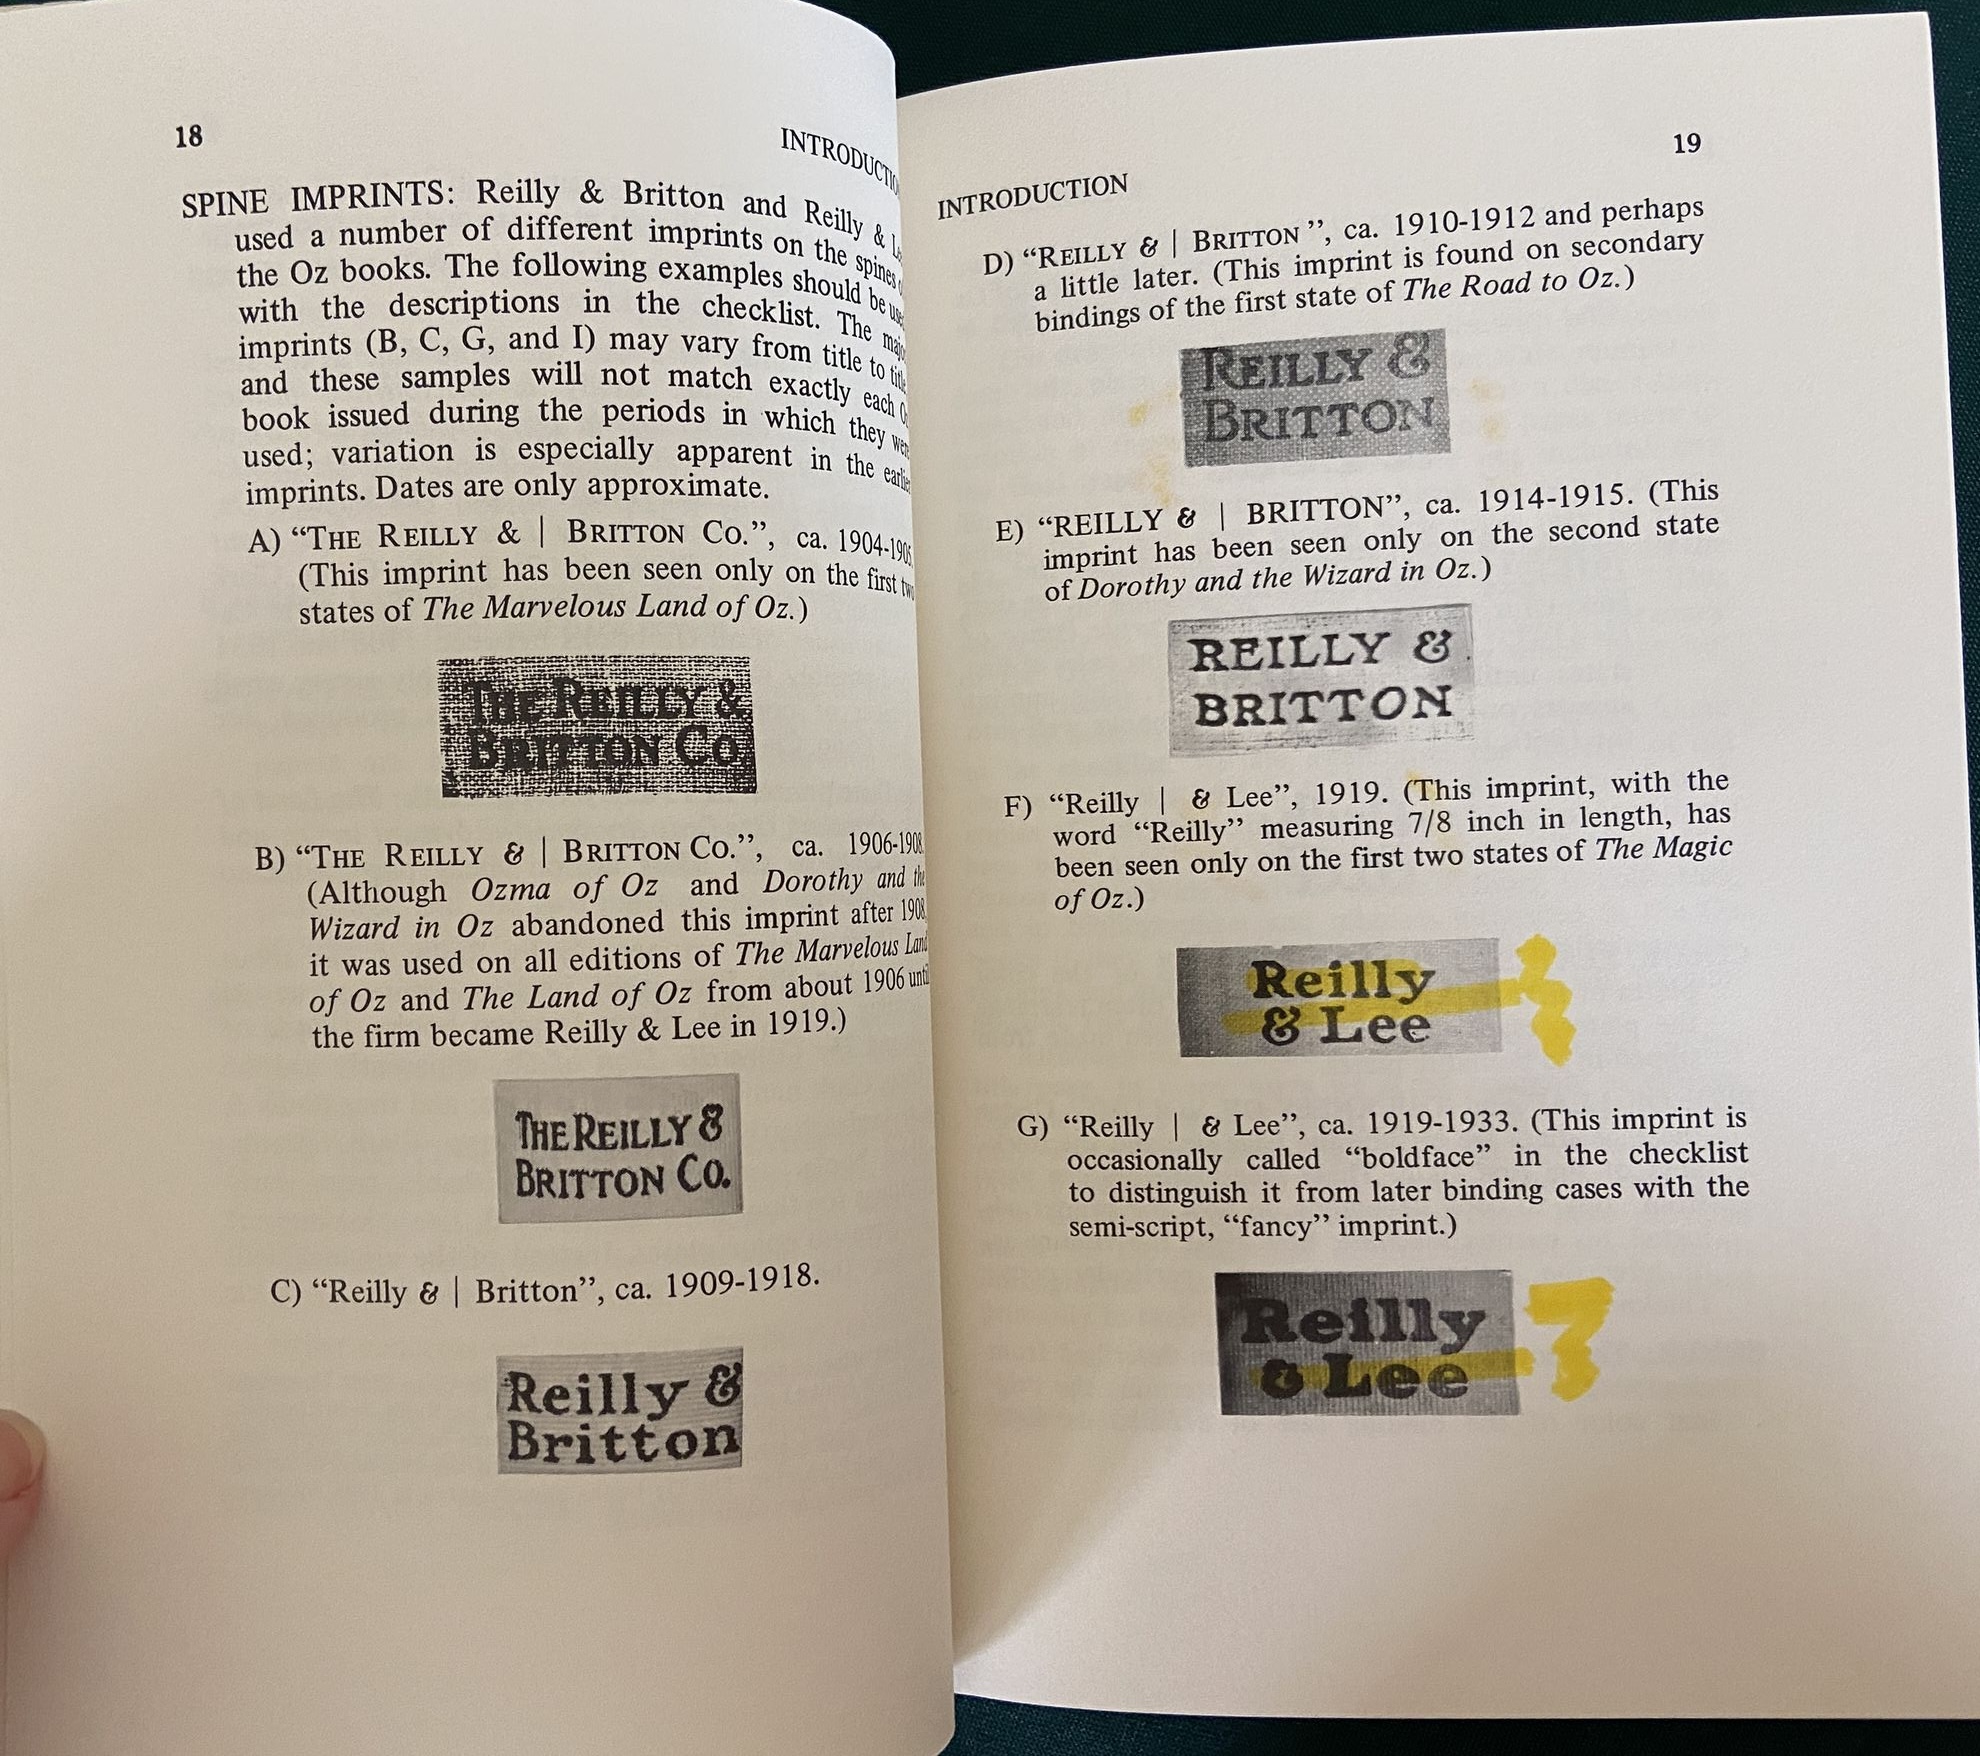 18
SPINE IMPRINTS: Reilly & Britton and Reilly &
used a number of different imprints on the spines
the Oz books. The following examples should be
with the descriptions in the checklist. The
imprints (B, C, G, and I) may vary from title to
and these samples will not match exactly each
book issued during the periods in which they
used; variation is especially apparent in the
imprints. Dates are only approximate.
A) “THE REILLY & | BRITTON CO.”, ca.
(This imprint has been seen only on the first
states of The Marvelous Land of Oz.)
THE REILLY &
BRITTON CO
B) “THE REILLY & | BRITTON CO.”, ca. 1906-1908.
(Although Ozma of Oz and Dorothy and the
Wizard in Oz abandoned this imprint after 1908,
it was used on all editions of The Marvelous Land
of Oz and The Land of Oz from about 1906 until
the firm became Reilly & Lee in 1919.)
THE REILLY &
BRITTON CO.
C) “Reilly & | Britton”, ca. 1909-1918.
Reilly &
Britton
19
INTRODUCTION
D) “REILLY & | BRITTON”, ca. 1910-1912 and perhaps
a little later. (This imprint is found on secondary
bindings of the first state of The Road to Oz.)
REILLY &
BRITTON
E) “REILLY & | BRITTON”, ca. 1914-1915. (This
imprint has been seen only on the second state
of Dorothy and the Wizard in Oz.)
REILLY &
BRITTON
F) “Reilly | & Lee”, 1919. (This imprint, with the
word “Reilly” measuring 7/8 inch in length, has
been seen only on the first two states of The Magic
of Oz.)
Reilly
& Lee
G) “Reilly | & Lee”, ca. 1919-1933. (This imprint is
occasionally called “boldface” in the checklist
to distinguish it from later binding cases with the
semi-script, “fancy” imprint.)
Reilly
& Lee